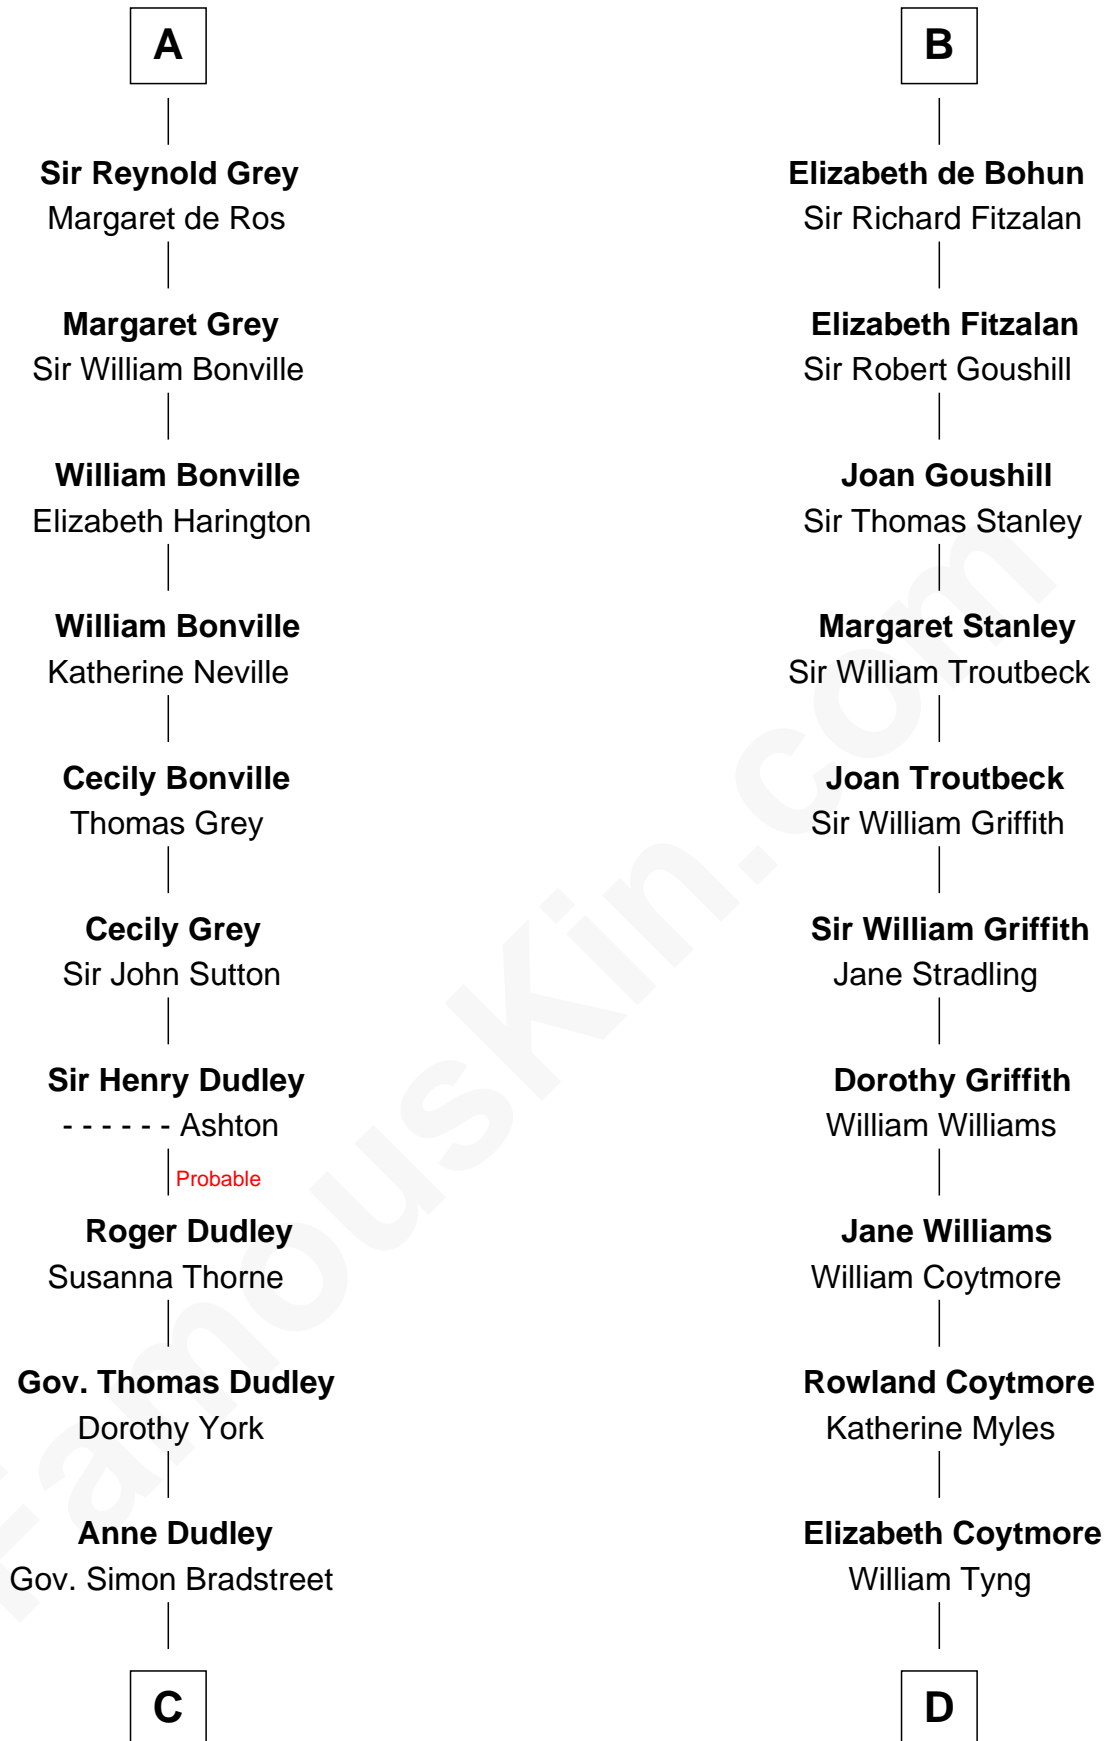 A
Sir Reynold Grey
Margaret de Ros
Margaret Grey
Sir William Bonville
William Bonville
Elizabeth Harington
William Bonville
Katherine Neville
Cecily Bonville
Thomas Grey
Cecily Grey
Sir John Sutton
Sir Henry Dudley
- - - - - - Ashton
Probable
Roger Dudley
Susanna Thorne
Gov. Thomas Dudley
Dorothy York
Anne Dudley
Gov. Simon Bradstreet
C
B
Elizabeth de Bohun
Sir Richard Fitzalan
Elizabeth Fitzalan
Sir Robert Goushill
Joan Goushill
Sir Thomas Stanley
Margaret Stanley
Sir William Troutbeck
Joan Troutbeck
Sir William Griffith
Sir William Griffith
Jane Stradling
Dorothy Griffith
William Williams
Jane Williams
William Coytmore
Rowland Coytmore
Katherine Myles
Elizabeth Coytmore
William Tyng
D
FamousKin.com